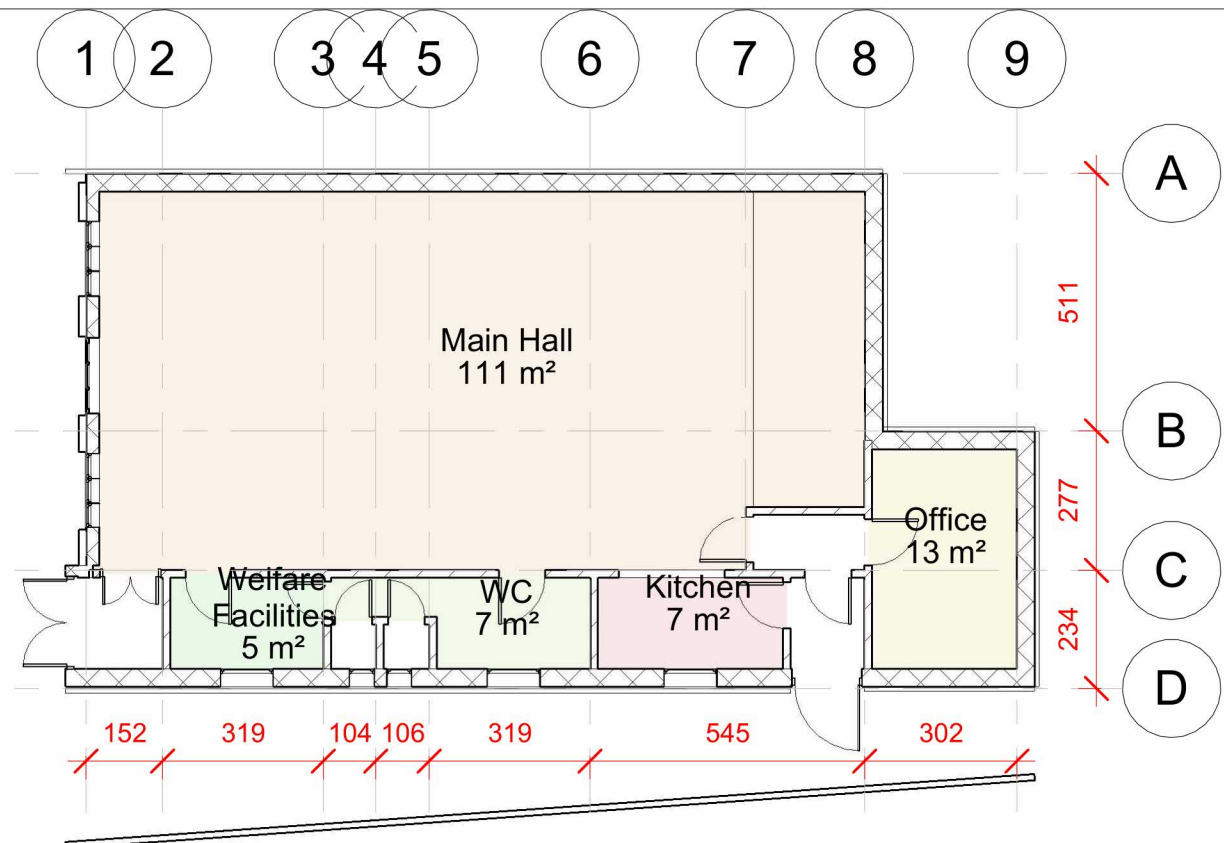 1 2 3 4 5 6 7 8 9
A
511
Main Hall
111 m²
B
277
Office
13 m²
C
Welfare
Facilities
5 m²
WC
7 m²
Kitchen
7 m²
234
D
152 319 104 106 319 545 302